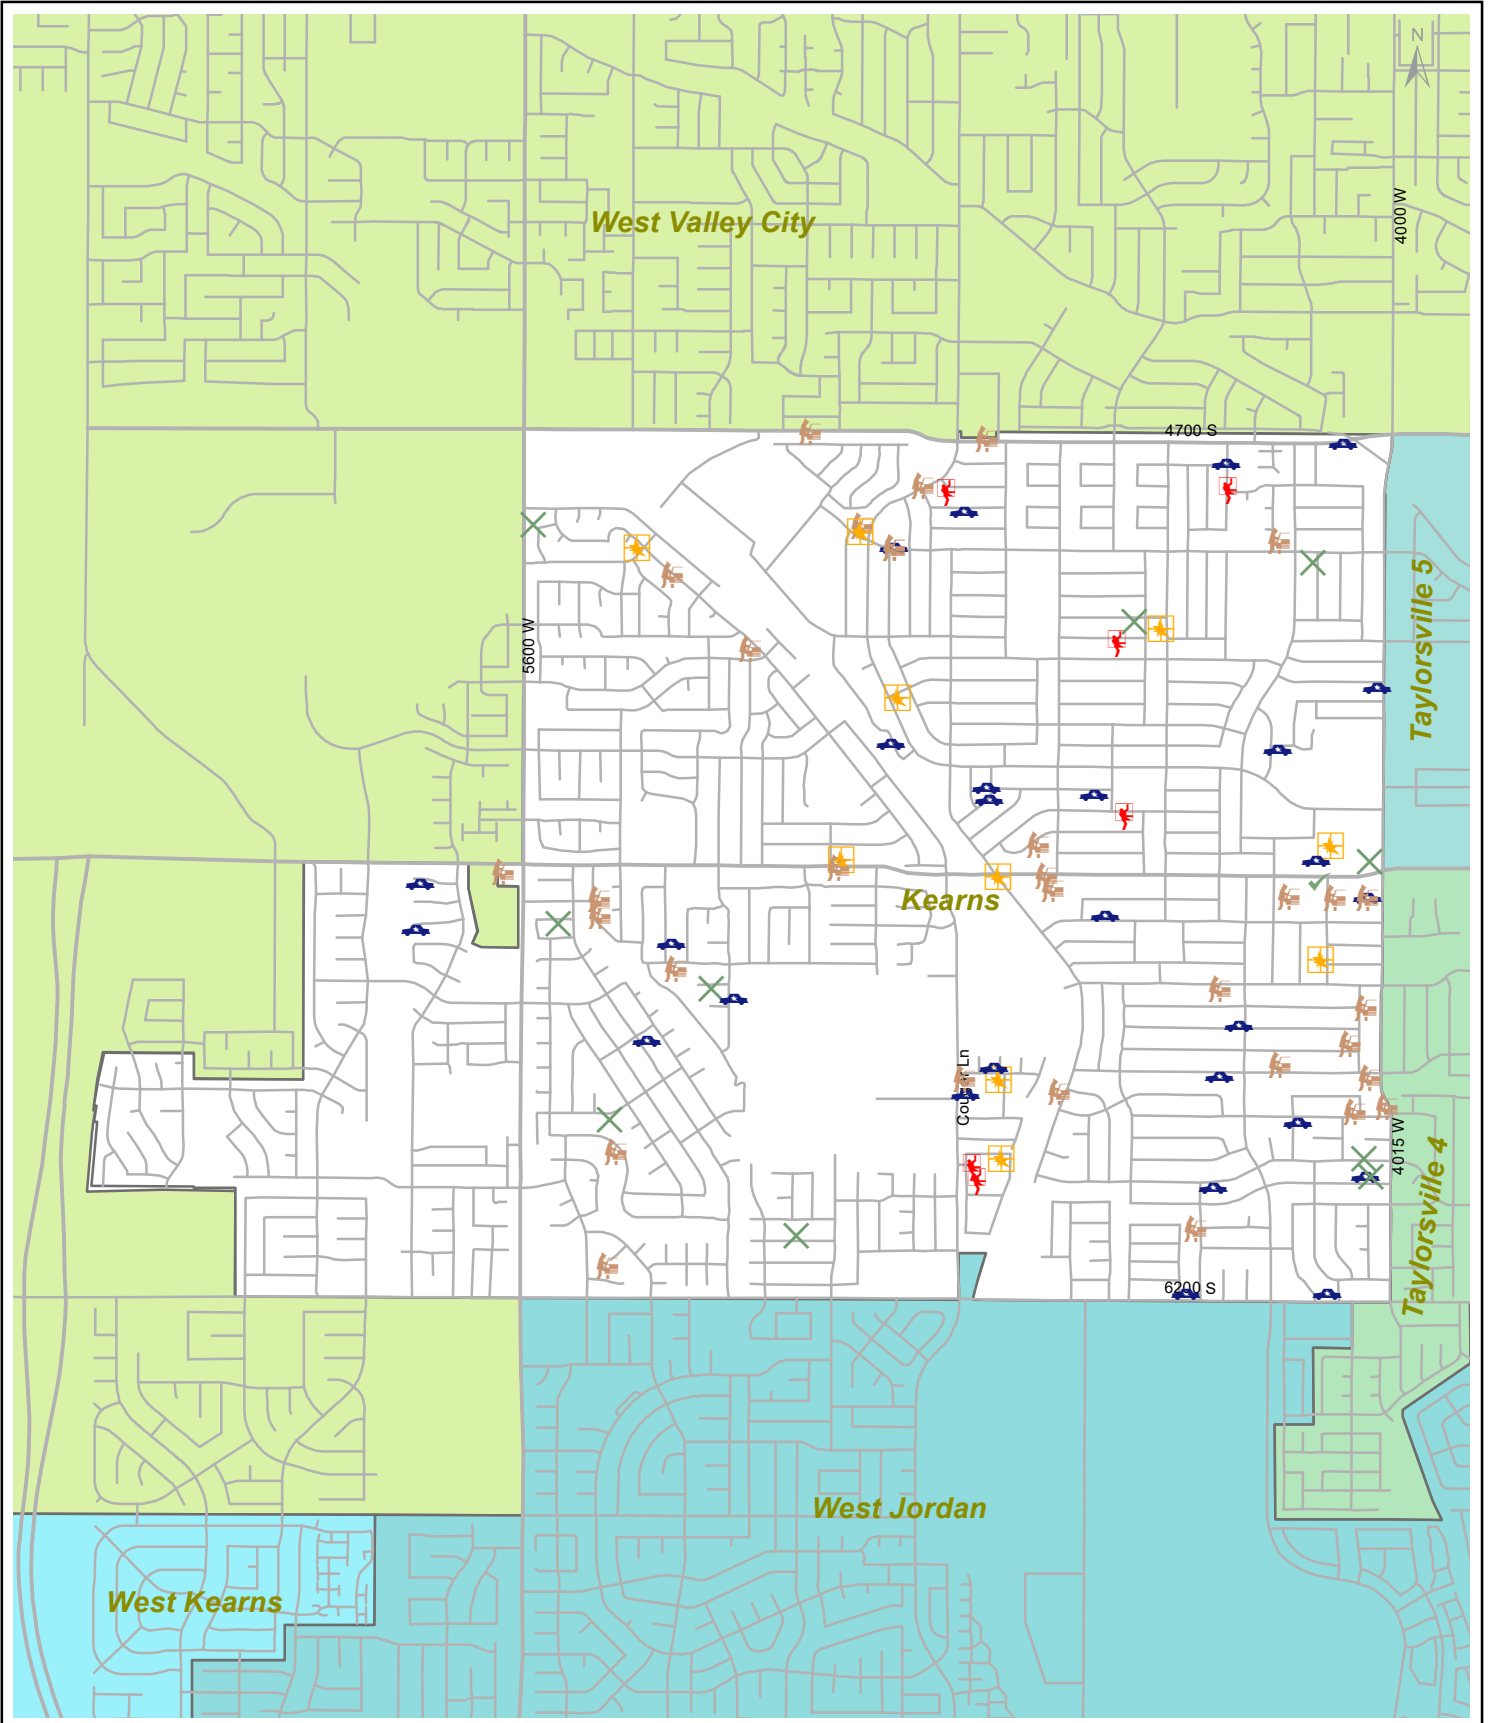 N
4000 W
West Valley City
4700 S
Taylorsville 5
5600 W
Kearns
Cougar Ln
4015 W
Taylorsville 4
6200 S
West Jordan
West Kearns